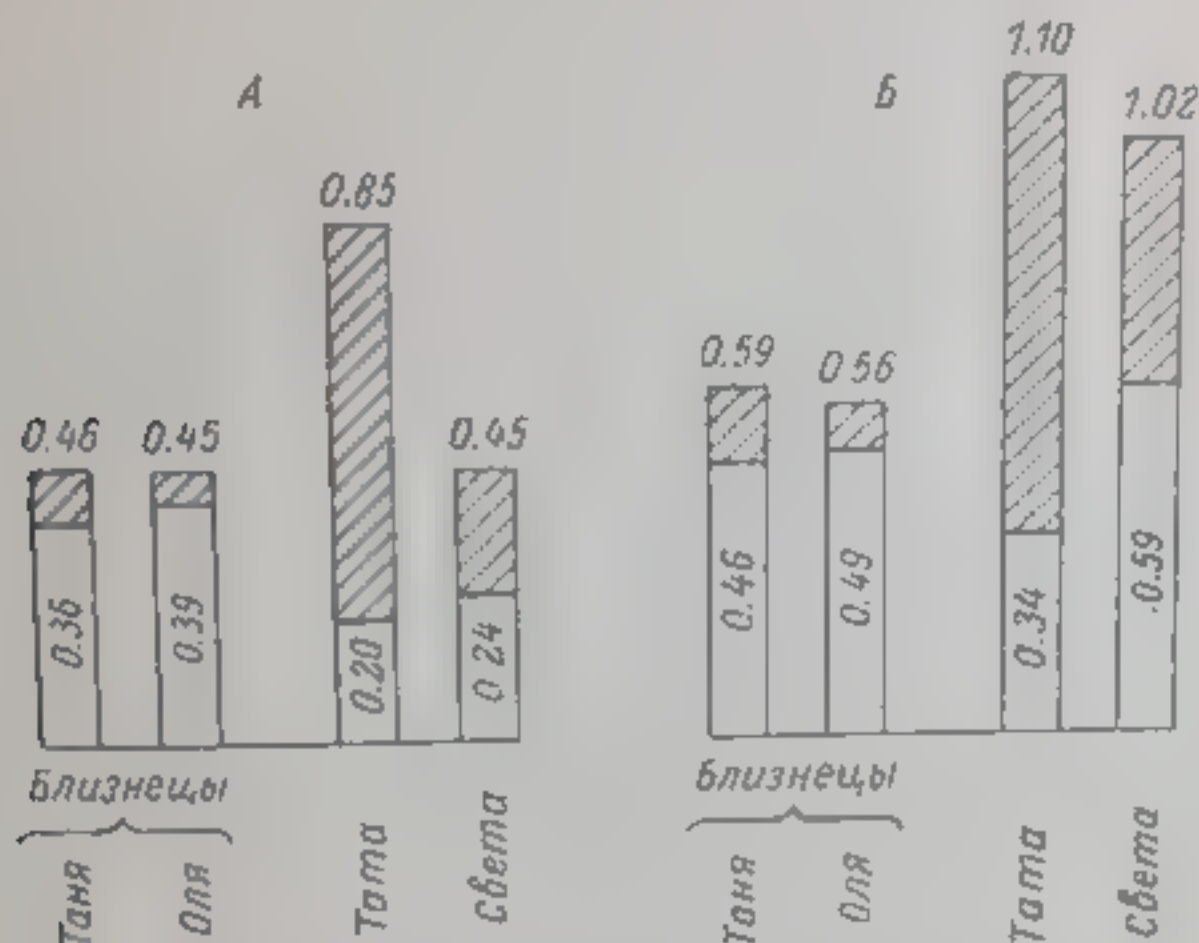 А
0.85
0.46 0.45 0.45
0.36 0.39 0.20 0 24
Близнецы
Таня Оля Тата Света
Б
1.10
1.02
0.59 0 56
0.46 0.49 0.34 0.59
Близнецы
Таня Оля Тата Света